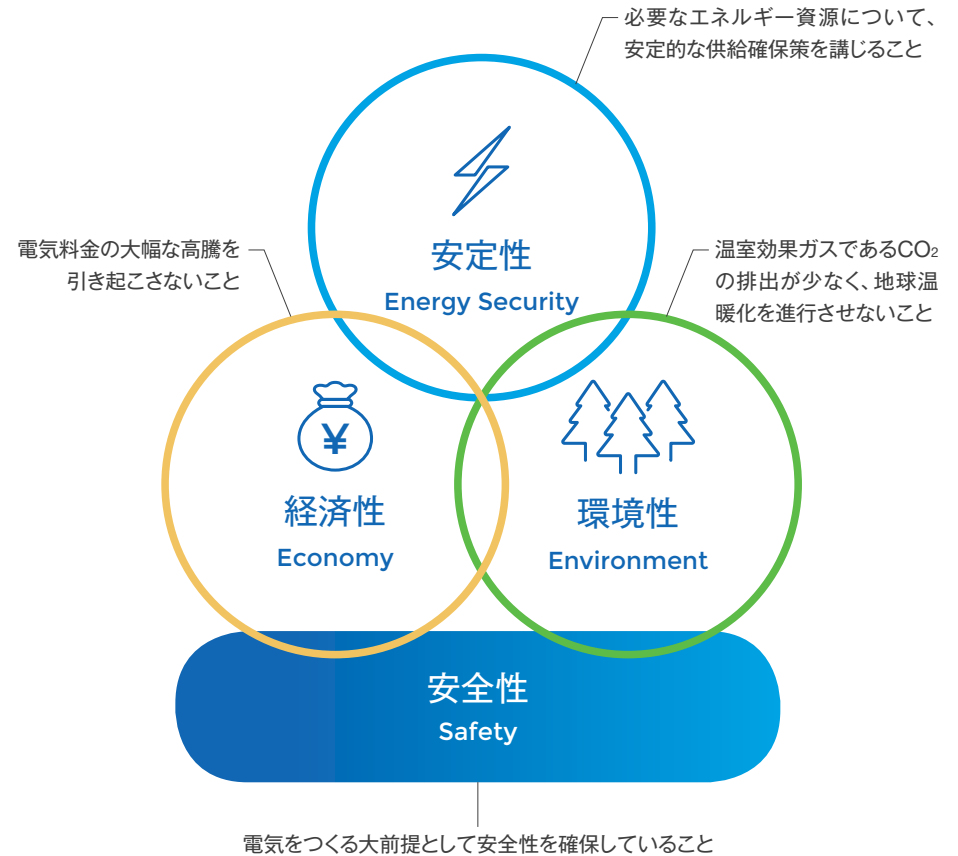 必要なエネルギー資源について、
安定的な供給確保策を講じること
安定性
Energy Security
電気料金の大幅な高騰を
引き起こさないこと
温室効果ガスであるCO₂
の排出が少なく、地球温
暖化を進行させないこと
¥
経済性
Economy
環境性
Environment
安全性
Safety
電気をつくる大前提として安全性を確保していること